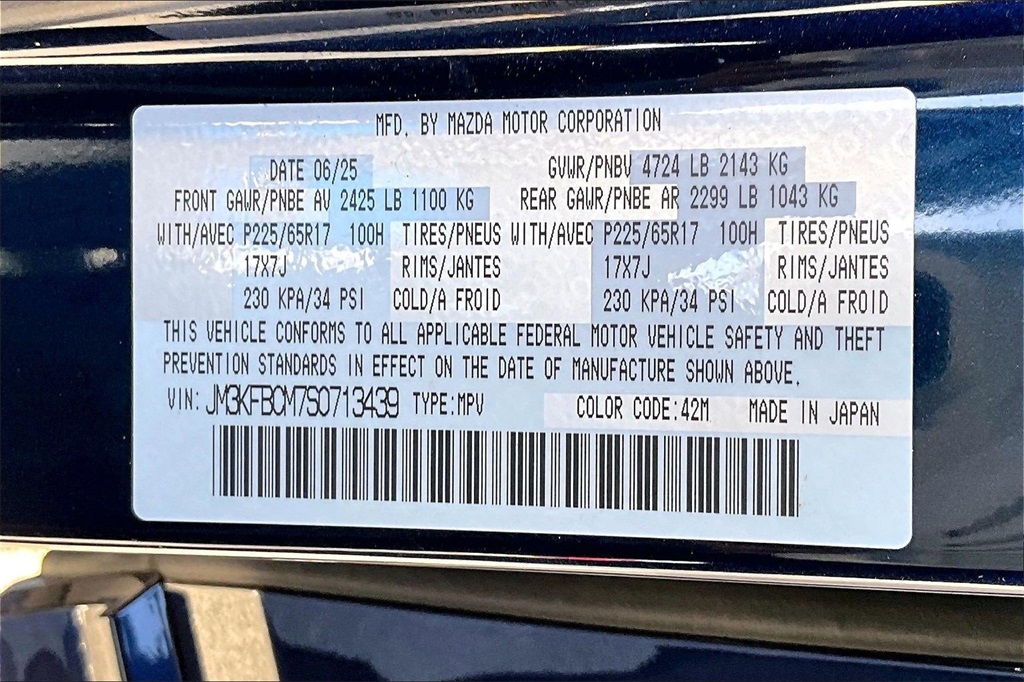 MFD. BY MAZDA MOTOR CORPORATION
DATE 06/25 GVWR/PNBV 4724 LB 2143 KG
FRONT GAWR/PNBE AV 2425 LB 1100 KG REAR GAWR/PNBE AR 2299 LB 1043 KG
WITH/AVEC P225/65R17 100H TIRES/PNEUS WITH/AVEC P225/65R17 100H TIRES/PNEUS
17X7J RIMS/JANTES 17X7J RIMS/JANTES
230 KPA/34 PSI COLD/A FROID 230 KPA/34 PSI COLD/A FROID
THIS VEHICLE CONFORMS TO ALL APPLICABLE FEDERAL MOTOR VEHICLE SAFETY AND THEFT
PREVENTION STANDARDS IN EFFECT ON THE DATE OF MANUFACTURE SHOWN ABOVE.
VIN: JM3KFBCM7S0713439 TYPE:MPV COLOR CODE:42M MADE IN JAPAN